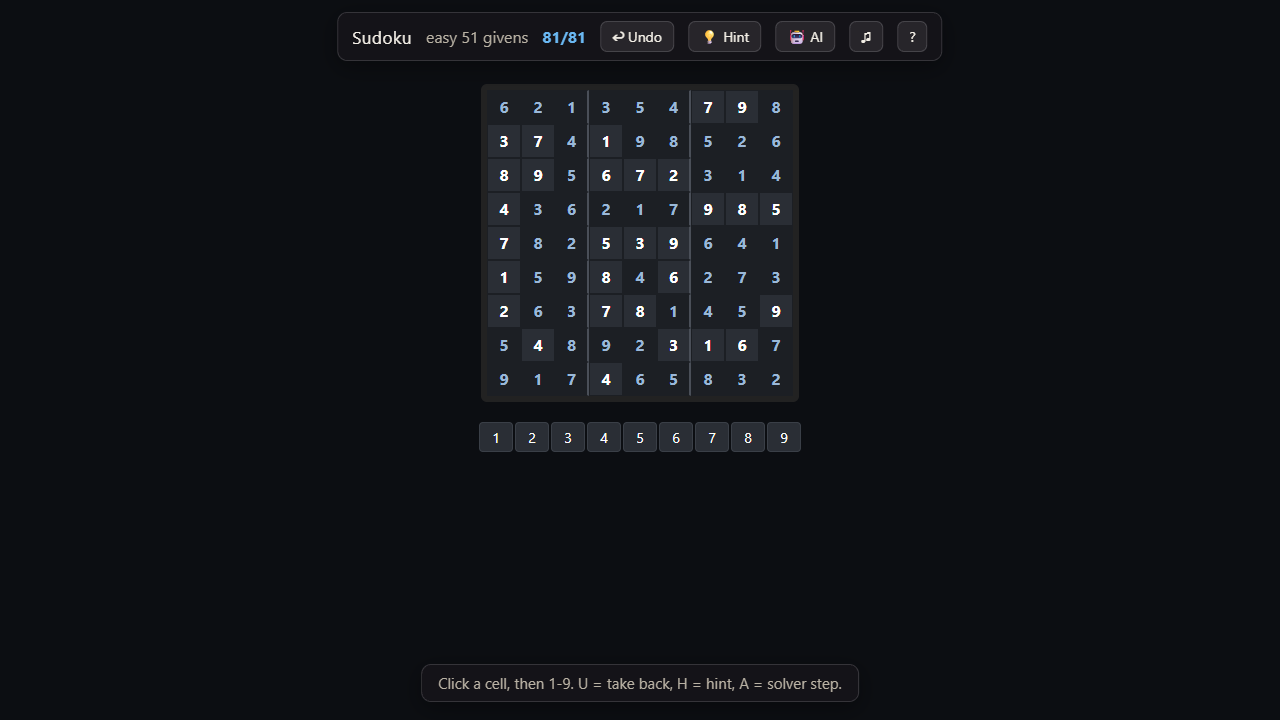 Sudoku easy 51 givens 81/81 Undo Hint AI ?
6 2 1 3 5 4 7 9 8
3 7 4 1 9 8 5 2 6
8 9 5 6 7 2 3 1 4
4 3 6 2 1 7 9 8 5
7 8 2 5 3 9 6 4 1
1 5 9 8 4 6 2 7 3
2 6 3 7 8 1 4 5 9
5 4 8 9 2 3 1 6 7
9 1 7 4 6 5 8 3 2
1 2 3 4 5 6 7 8 9
Click a cell, then 1-9. U = take back, H = hint, A = solver step.